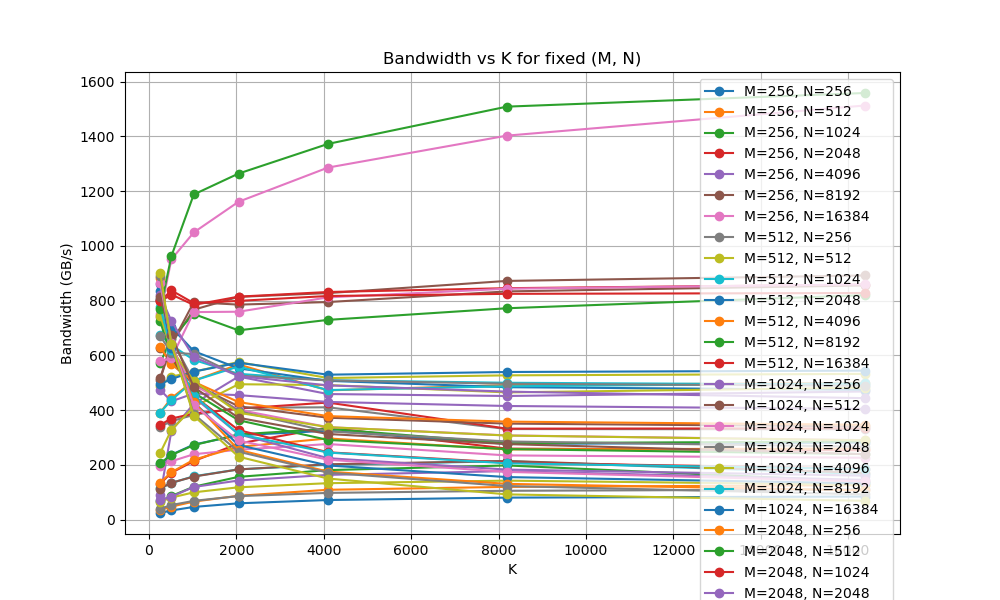 Bandwidth vs K for fixed (M, N)
Bandwidth (GB/s)
1600
1400
1200
1000
800
600
400
200
0
0
2000
4000
6000
8000
10000
12000
K
M=256, N=256
M=256, N=512
M=256, N=1024
M=256, N=2048
M=256, N=4096
M=256, N=8192
M=256, N=16384
M=512, N=256
M=512, N=512
M=512, N=1024
M=512, N=2048
M=512, N=4096
M=512, N=8192
M=512, N=16384
M=1024, N=256
M=1024, N=512
M=1024, N=1024
M=1024, N=2048
M=1024, N=4096
M=1024, N=8192
M=1024, N=16384
M=2048, N=256
M=2048, N=512
M=2048, N=1024
M=2048, N=2048